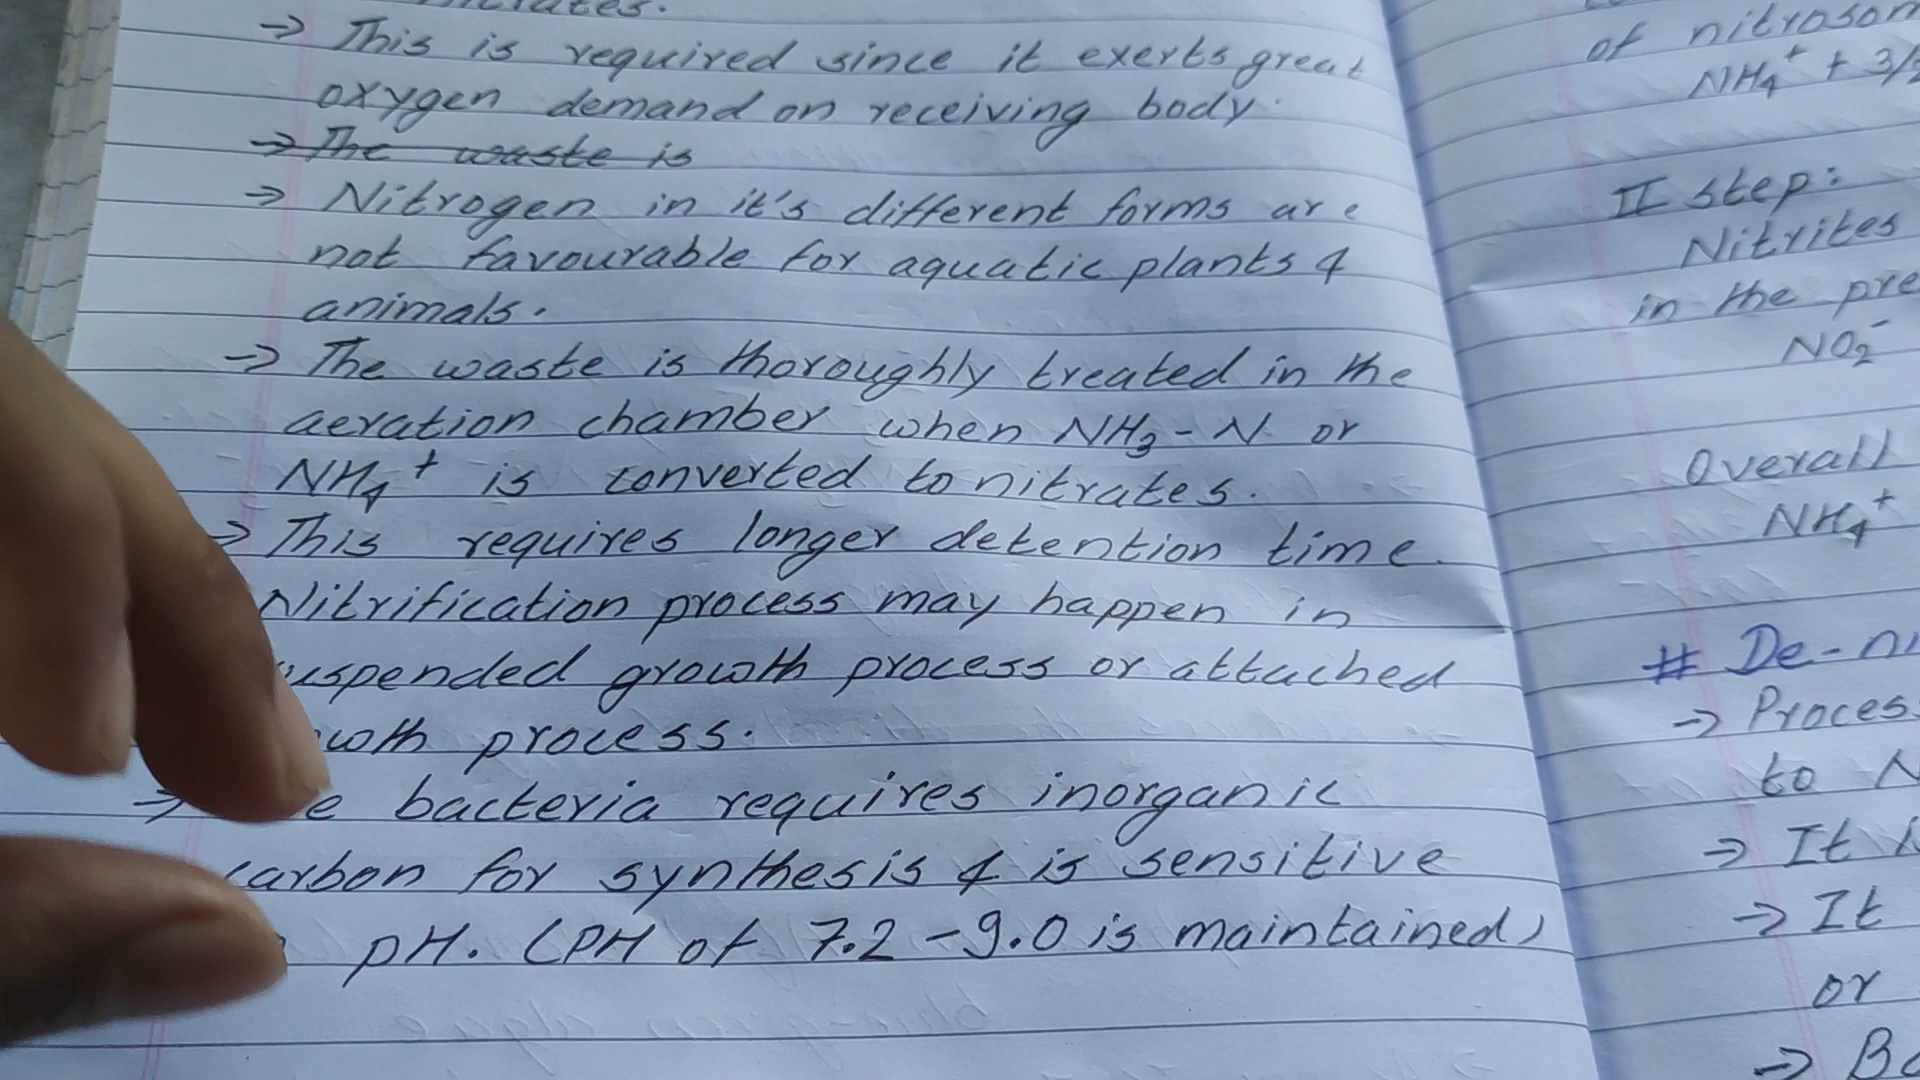 → This is required since it exerts great
oxygen demand on receiving body.
→ The waste is
→ Nitrogen in it's different forms are
not favourable for aquatic plants &
animals.
→ The waste is thoroughly treated in the
aeration chamber when NH₃-N or
NH₄⁺ is converted to nitrates.
→ This requires longer detention time.
Nitrification process may happen in
uspended growth process or attached
wth process.
→ e bacteria requires inorganic
carbon for synthesis & is sensitive
pH. (PH of 7.2-9.0 is maintained)
of nitrosom
NH₄⁺ + 3/2
II step:
Nitrites
in the pre
NO₂⁻
Overall
NH₄⁺
# De-ni
→ Proces
to N
→ It i
→ It
or
→ Ba